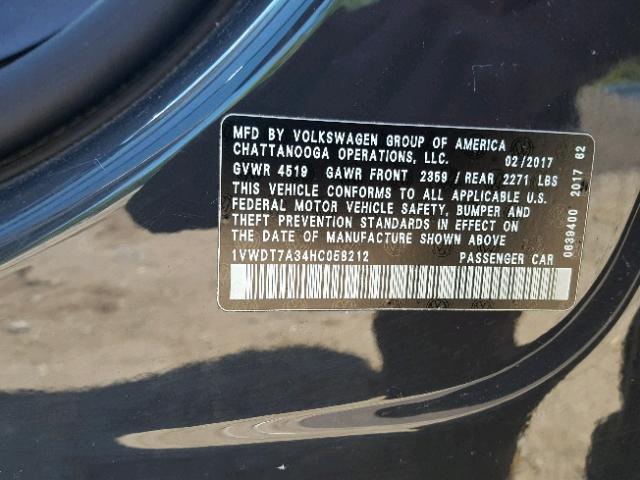 MFD BY VOLKSWAGEN GROUP OF AMERICA
CHATTANOOGA OPERATIONS, LLC. 02/2017
GVWR 4519 GAWR FRONT 2359 / REAR 2271 LBS
THIS VEHICLE CONFORMS TO ALL APPLICABLE U.S.
FEDERAL MOTOR VEHICLE SAFETY, BUMPER AND
THEFT PREVENTION STANDARDS IN EFFECT ON
THE DATE OF MANUFACTURE SHOWN ABOVE
1VWDT7A34HC058212 PASSENGER CAR
0639400 2017 62